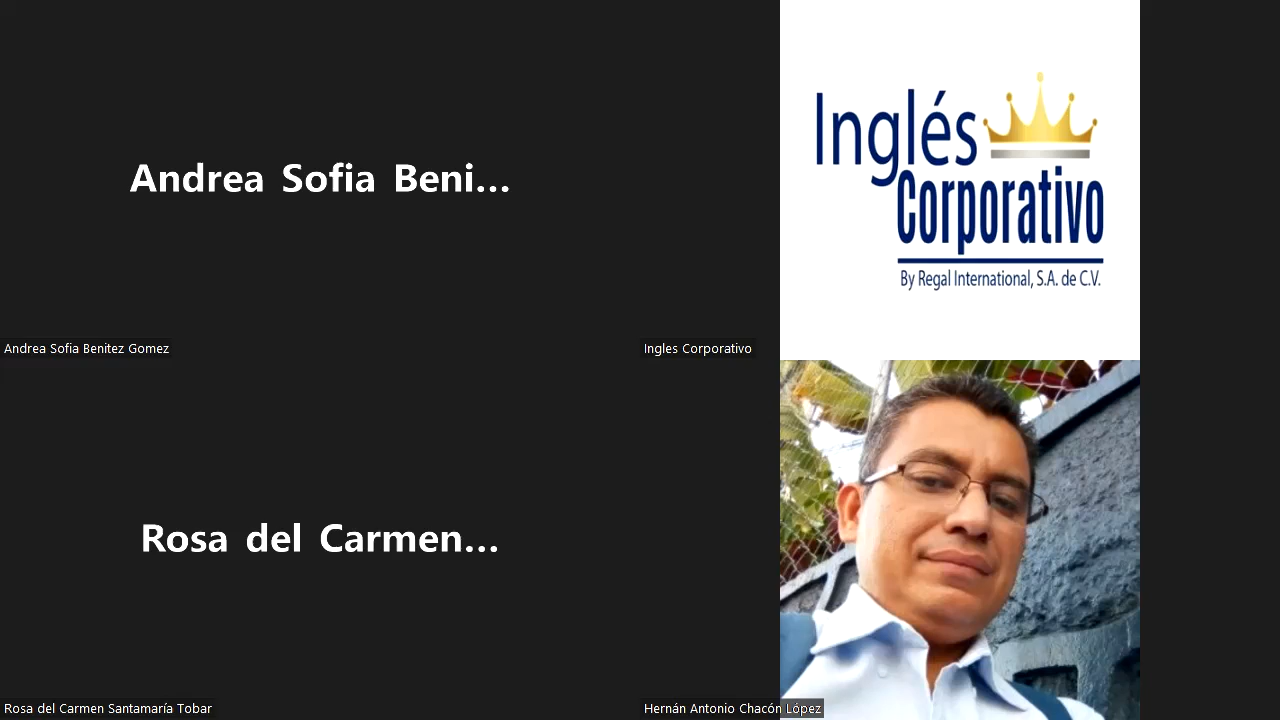 Andrea Sofia Beni...
Andrea Sofia Benitez Gomez
Inglés
Corporativo
By Regal International, S.A. de C.V.
Ingles Corporativo
Rosa del Carmen...
Rosa del Carmen Santamaría Tobar
Hernán Antonio Chacón López